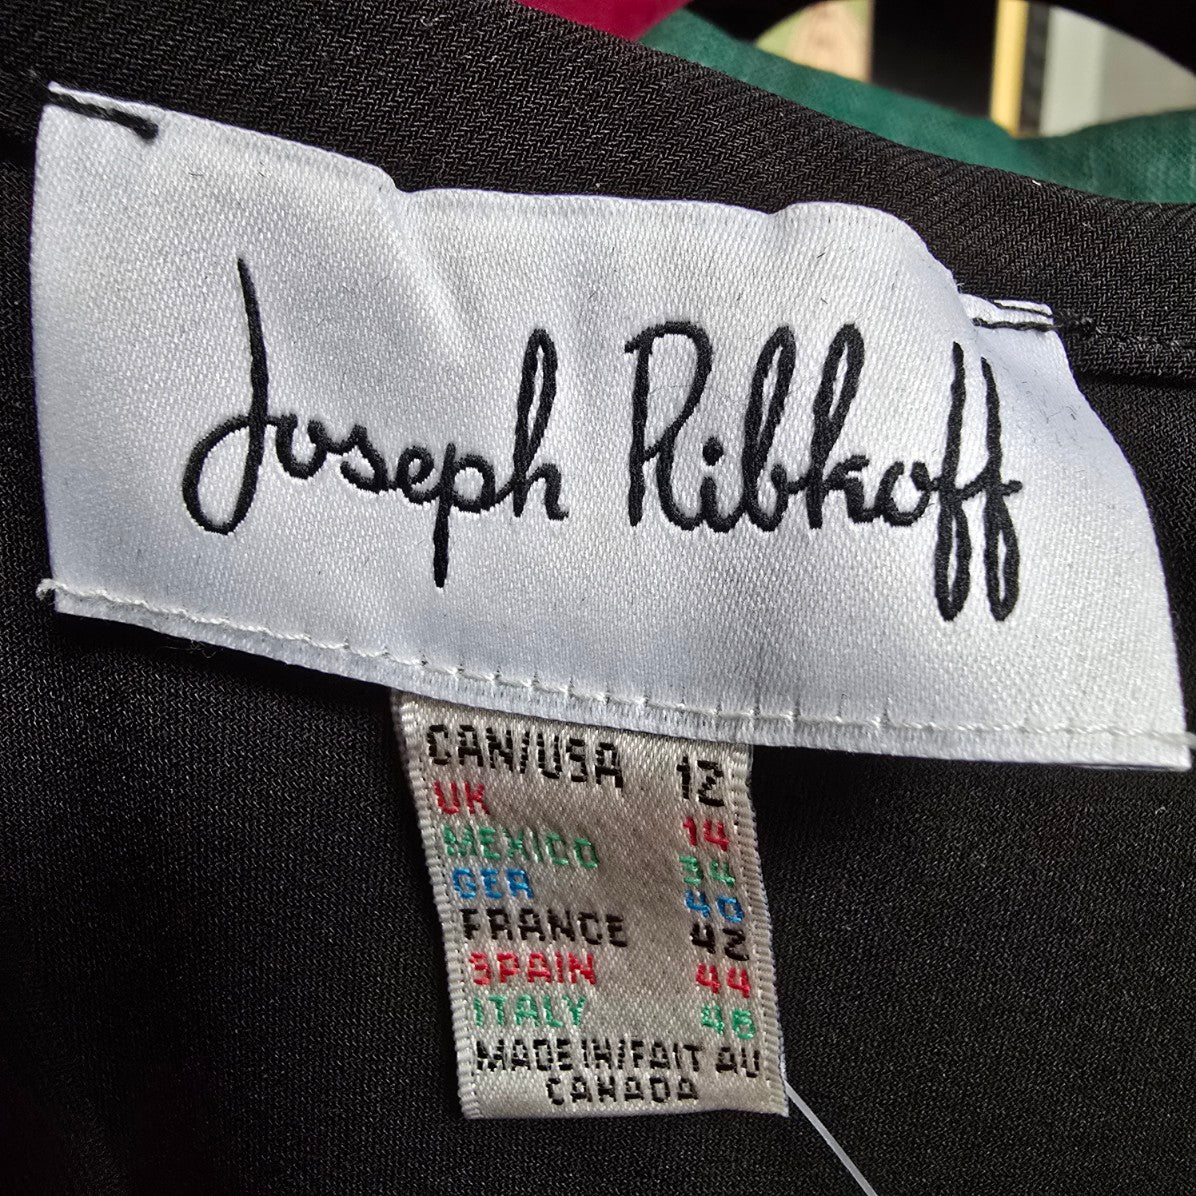 Joseph Ribkoff
CAN/USA 12
UK 14
MEXICO 34
GER 40
FRANCE 42
SPAIN 44
ITALY 46
MADE IN/FAIT AU
CANADA